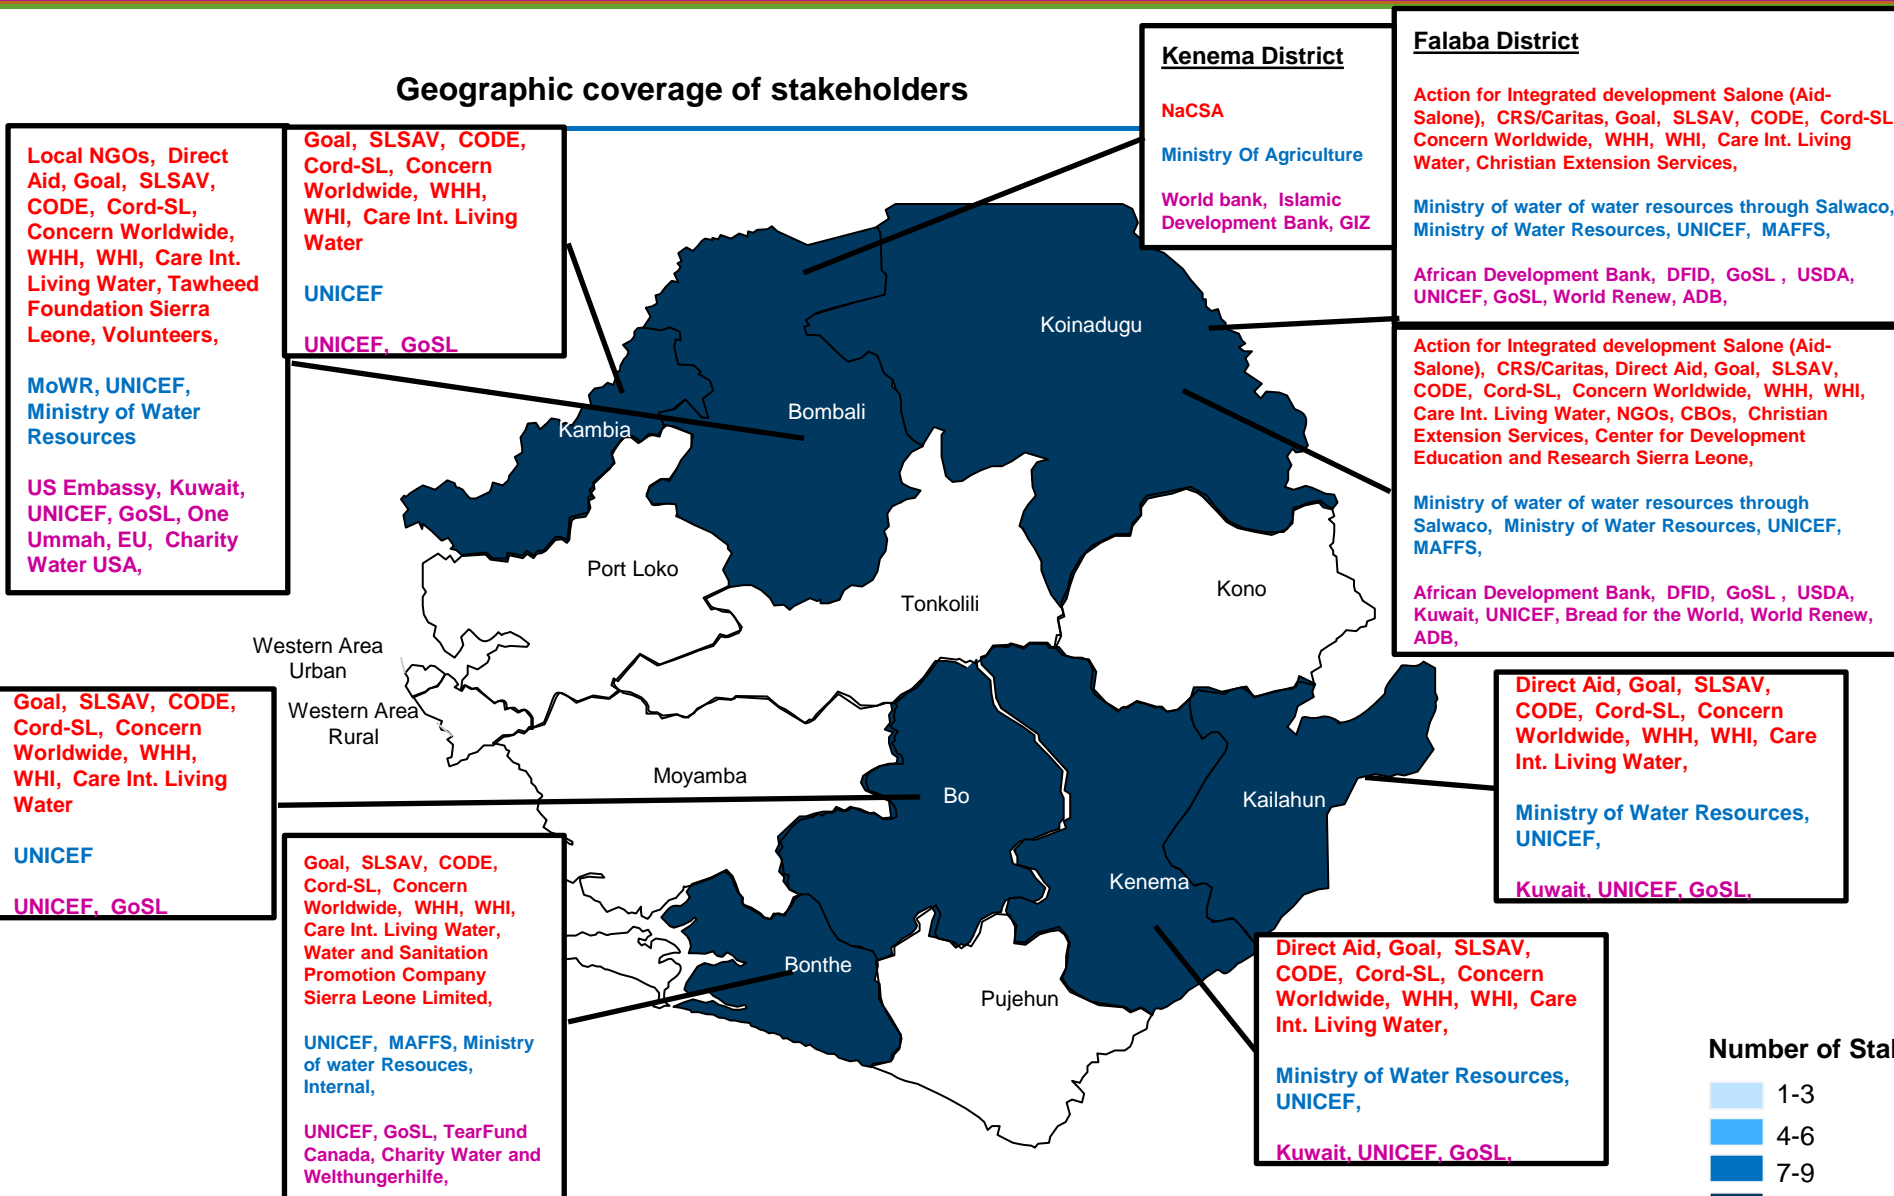 Geographic coverage of stakeholders
Local NGOs, Direct
Aid, Goal, SLSAV,
CODE, Cord-SL,
Concern Worldwide,
WHH, WHI, Care Int.
Living Water, Tawheed
Foundation Sierra
Leone, Volunteers,
MoWR, UNICEF,
Ministry of Water
Resources
US Embassy, Kuwait,
UNICEF, GoSL, One
Ummah, EU, Charity
Water USA,
Goal, SLSAV, CODE,
Cord-SL, Concern
Worldwide, WHH,
WHI, Care Int. Living
Water
UNICEF
UNICEF, GoSL
Kenema District
NaCSA
Ministry Of Agriculture
World bank, Islamic
Development Bank, GIZ
Falaba District
Action for Integrated development Salone (Aid-
Salone), CRS/Caritas, Goal, SLSAV, CODE, Cord-SL
Concern Worldwide, WHH, WHI, Care Int. Living
Water, Christian Extension Services,
Ministry of water of water resources through Salwaco,
Ministry of Water Resources, UNICEF, MAFFS,
African Development Bank, DFID, GoSL , USDA,
UNICEF, GoSL, World Renew, ADB,
Action for Integrated development Salone (Aid-
Salone), CRS/Caritas, Direct Aid, Goal, SLSAV,
CODE, Cord-SL, Concern Worldwide, WHH, WHI,
Care Int. Living Water, NGOs, CBOs, Christian
Extension Services, Center for Development
Education and Research Sierra Leone,
Ministry of water of water resources through
Salwaco, Ministry of Water Resources, UNICEF,
MAFFS,
African Development Bank, DFID, GoSL , USDA,
Kuwait, UNICEF, Bread for the World, World Renew,
ADB,
Koinadugu
Bombali
Kambia
Port Loko
Tonkolili
Kono
Western Area
Urban
Western Area
Rural
Moyamba
Bo
Kailahun
Kenema
Bonthe
Pujehun
Goal, SLSAV, CODE,
Cord-SL, Concern
Worldwide, WHH,
WHI, Care Int. Living
Water
UNICEF
UNICEF, GoSL
Goal, SLSAV, CODE,
Cord-SL, Concern
Worldwide, WHH, WHI,
Care Int. Living Water,
Water and Sanitation
Promotion Company
Sierra Leone Limited,
UNICEF, MAFFS, Ministry
of water Resouces,
Internal,
UNICEF, GoSL, TearFund
Canada, Charity Water and
Welthungerhilfe,
Direct Aid, Goal, SLSAV,
CODE, Cord-SL, Concern
Worldwide, WHH, WHI, Care
Int. Living Water,
Ministry of Water Resources,
UNICEF,
Kuwait, UNICEF, GoSL,
Direct Aid, Goal, SLSAV,
CODE, Cord-SL, Concern
Worldwide, WHH, WHI, Care
Int. Living Water,
Ministry of Water Resources,
UNICEF,
Kuwait, UNICEF, GoSL,
Number of
1-3
4-6
7-9